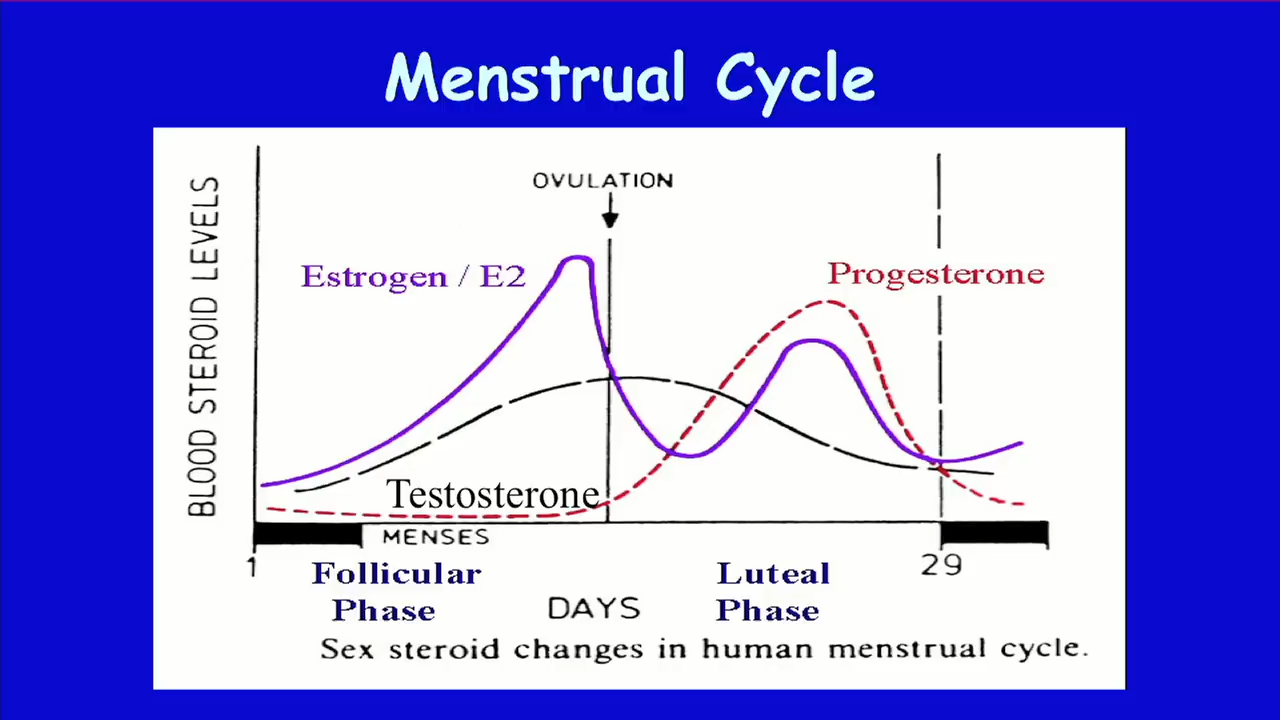 Menstrual Cycle
OVULATION
Estrogen / E2
Progesterone
BLOOD STEROID LEVELS
Testosterone
MENSES
1
29
Follicular
Phase
Luteal
Phase
DAYS
Sex steroid changes in human menstrual cycle.